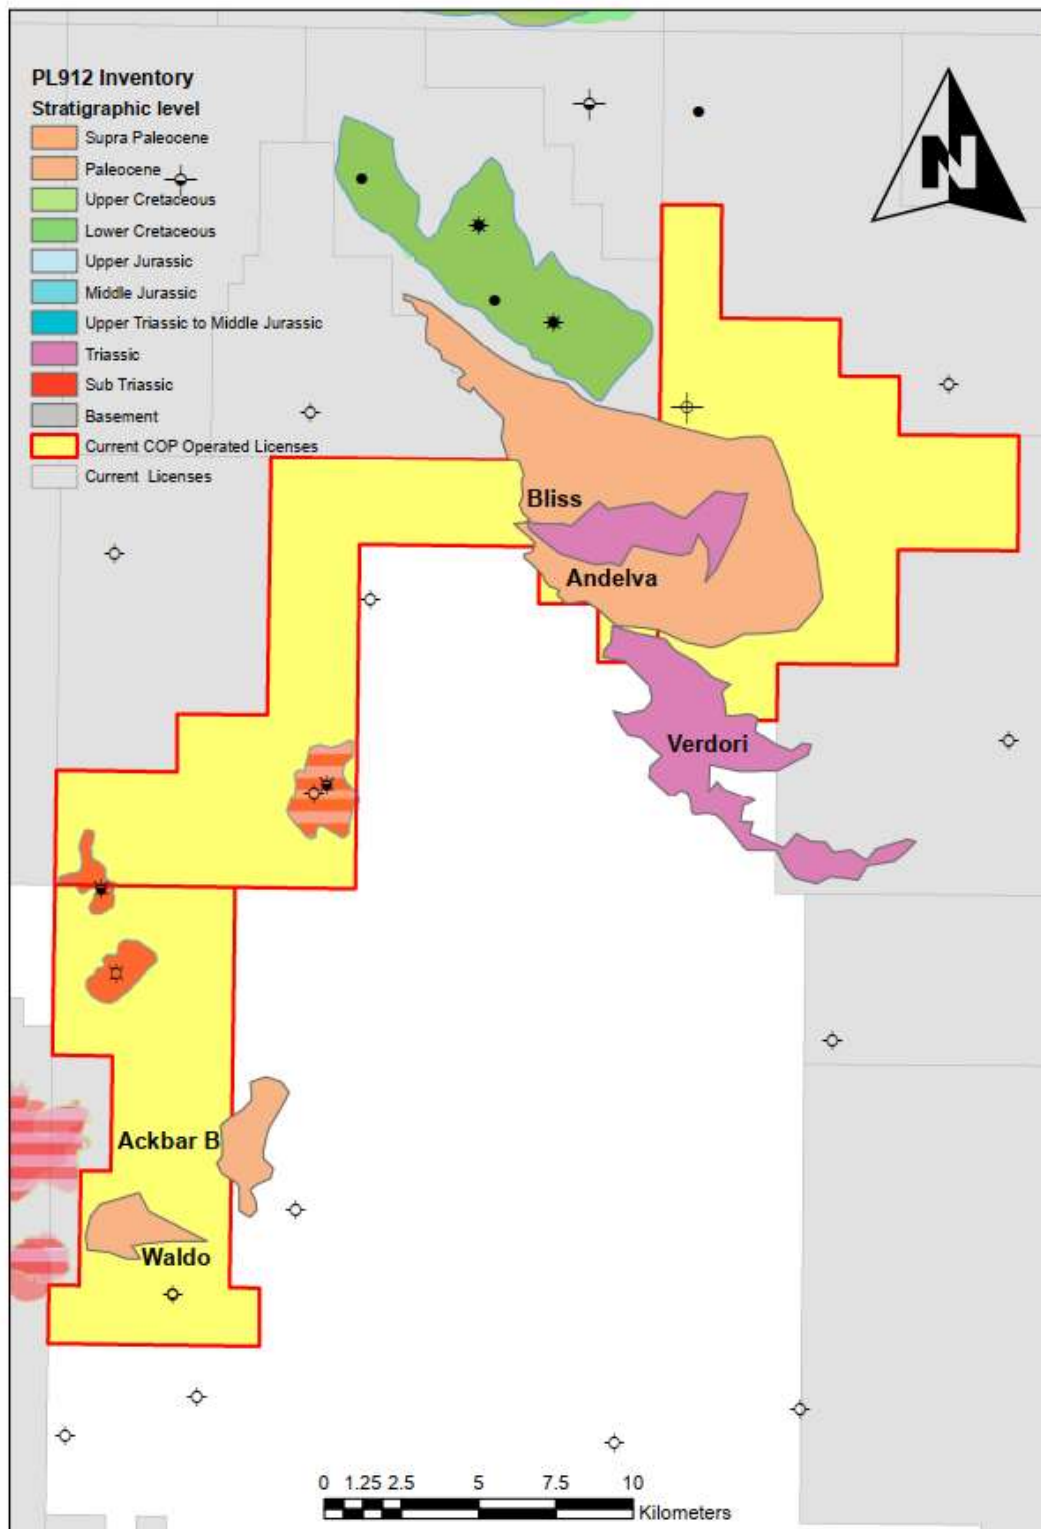 PL912 Inventory
Stratigraphic level
Supra Paleocene
Paleocene
Upper Cretaceous
Lower Cretaceous
Upper Jurassic
Middle Jurassic
Upper Triassic to Middle Jurassic
Triassic
Sub Triassic
Basement
Current COP Operated Licenses
Current Licenses
N
Bliss
Andelva
Verdori
Ackbar B
Waldo
0 1.25 2.5 5 7.5 10
Kilometers